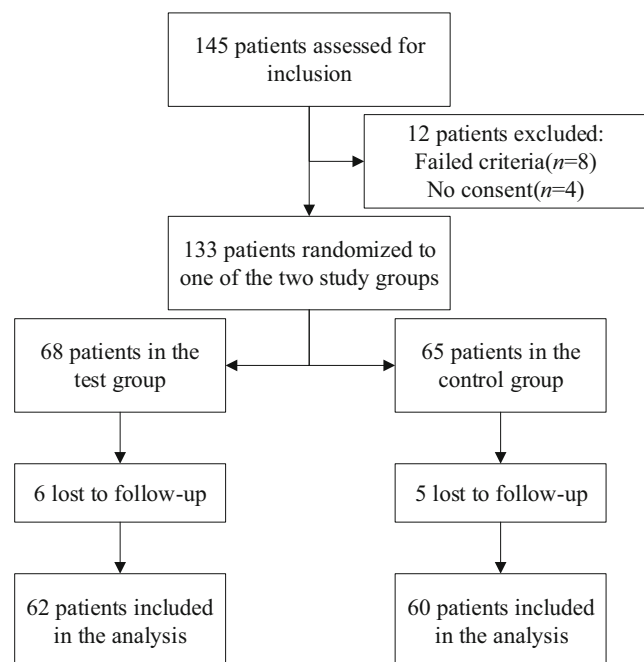 145 patients assessed for
inclusion
12 patients excluded:
Failed criteria(n=8)
No consent(n=4)
133 patients randomized to
one of the two study groups
68 patients in the
test group
65 patients in the
control group
6 lost to follow-up
5 lost to follow-up
62 patients included
in the analysis
60 patients included
in the analysis